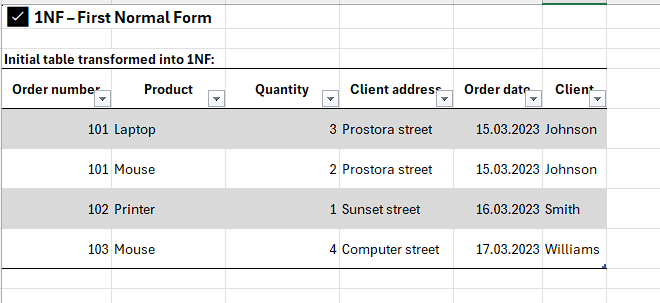 1NF – First Normal Form
Initial table transformed into 1NF:
Order number Product Quantity Client address Order date Client
101 Laptop 3 Prostora street 15.03.2023 Johnson
101 Mouse 2 Prostora street 15.03.2023 Johnson
102 Printer 1 Sunset street 16.03.2023 Smith
103 Mouse 4 Computer street 17.03.2023 Williams